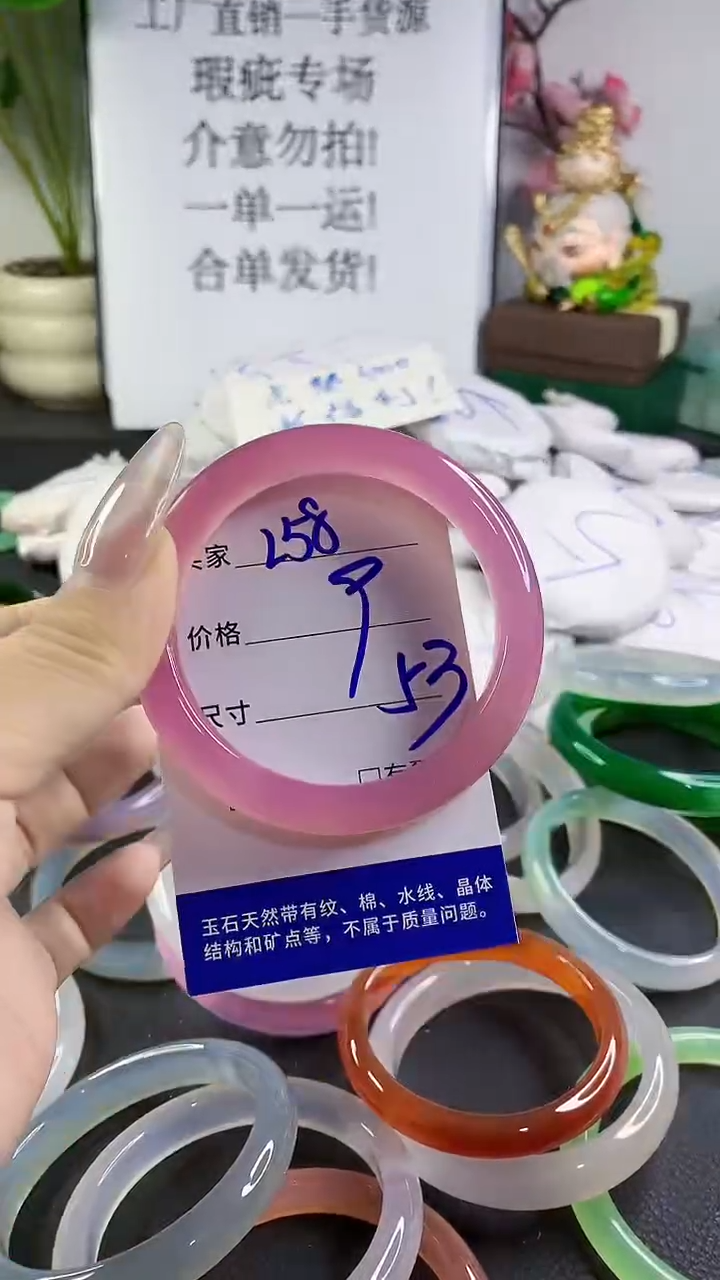 工厂直销一手货源
瑕疵专场
介意勿拍!
一单一运!
合单发货!
家 158
价格
尺寸 53
玉石天然带有纹、棉、水线、晶体
结构和矿点等，不属于质量问题。